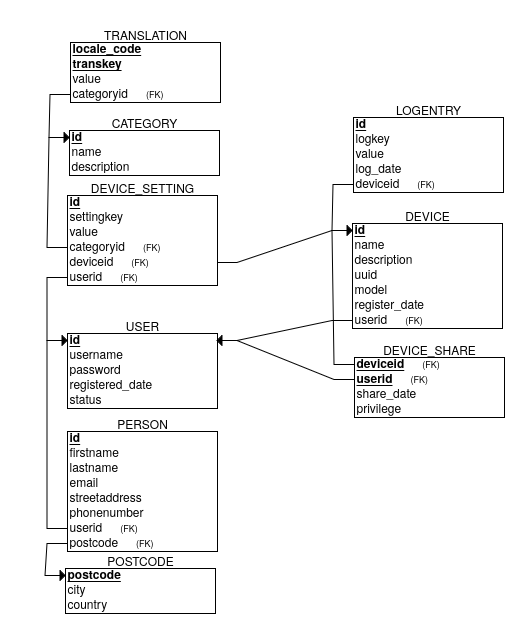 TRANSLATION
locale_code
transkey
value
categoryid (FK)
CATEGORY
id
name
description
DEVICE_SETTING
id
settingkey
value
categoryid (FK)
deviceid (FK)
userid (FK)
USER
id
username
password
registered_date
status
PERSON
id
firstname
lastname
email
streetaddress
phonenumber
userid (FK)
postcode (FK)
POSTCODE
postcode
city
country
LOGENTRY
id
logkey
value
log_date
deviceid (FK)
DEVICE
id
name
description
uuid
model
register_date
userid (FK)
DEVICE_SHARE
deviceid (FK)
userid (FK)
share_date
privilege